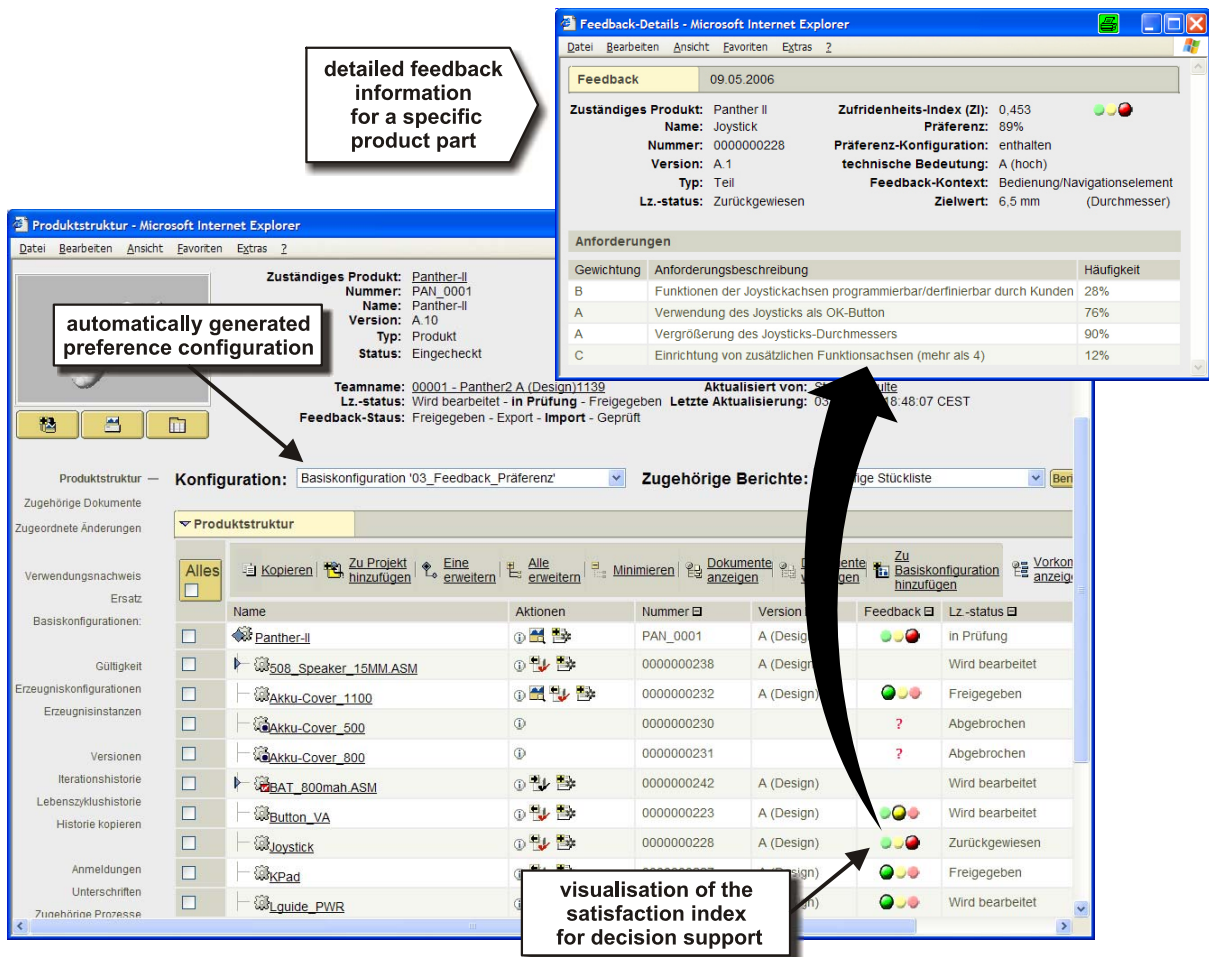 Feedback-Details - Microsoft Internet Explorer
Datei Bearbeiten Ansicht Favoriten Extras ?
detailed feedback
information
for a specific
product part
Feedback 09.05.2006
Zuständiges Produkt: Panther II Zufridenheits-Index (ZI): 0,453
Name: Joystick Präferenz: 89%
Nummer: 0000000228 Präferenz-Konfiguration: enthalten
Version: A.1 technische Bedeutung: A (hoch)
Typ: Teil Feedback-Kontext: Bedienung/Navigationselement
Lz.-status: Zurückgewiesen Zielwert: 6,5 mm (Durchmesser)
Anforderungen
Gewichtung Anforderungsbeschreibung Häufigkeit
B Funktionen der Joystickachsen programmierbar/derfinierbar durch Kunden 28%
A Verwendung des Joysticks als OK-Button 76%
A Vergrößerung des Joysticks-Durchmessers 90%
C Einrichtung von zusätzlichen Funktionsachsen (mehr als 4) 12%
Produktstruktur - Microsoft Internet Explorer
Datei Bearbeiten Ansicht Favoriten Extras ?
Zuständiges Produkt: Panther-II
Nummer: PAN_0001
Name: Panther-II
Version: A.10
Typ: Produkt
Status: Eingecheckt
automatically generated
preference configuration
Teamname: 00001 - Panther2 A (Design)1139 Aktualisiert von:
Lz.-status: Wird bearbeitet - in Prüfung - Freigegeben Letzte Aktualisierung: 18:48:07 CEST
Feedback-Staus: Freigegeben - Export - Import - Geprüft
Konfiguration: Basiskonfiguration '03_Feedback_Präferenz' Zugehörige Berichte: Stückliste
Produktstruktur
Zugehörige Dokumente
Zugeordnete Änderungen
Verwendungsnachweis
Ersatz
Basiskonfigurationen:
Gültigkeit
Erzeugniskonfigurationen
Erzeugnisinstanzen
Versionen
Iterationshistorie
Lebenszyklushistorie
Historie kopieren
Anmeldungen
Unterschriften
Zugehörige Prozesse
Produktstruktur
Alles Kopieren Zu Projekt hinzufügen Eine erweitern Alle erweitern Minimieren Dokumente anzeigen Zu Basiskonfiguration hinzufügen
Name Aktionen Nummer Version Feedback Lz.-status
Panther-II PAN_0001 A (Design) in Prüfung
508_Speaker_15MM.ASM 0000000238 A (Design) Wird bearbeitet
Akku-Cover_1100 0000000232 A (Design) Freigegeben
Akku-Cover_500 0000000230 ? Abgebrochen
Akku-Cover_800 0000000231 ? Abgebrochen
BAT_800mah.ASM 0000000242 A (Design) Wird bearbeitet
Button_VA 0000000223 A (Design) Wird bearbeitet
Joystick 0000000228 A (Design) Zurückgewiesen
KPad Freigegeben
Lguide_PWR Wird bearbeitet
visualisation of the
satisfaction index
for decision support